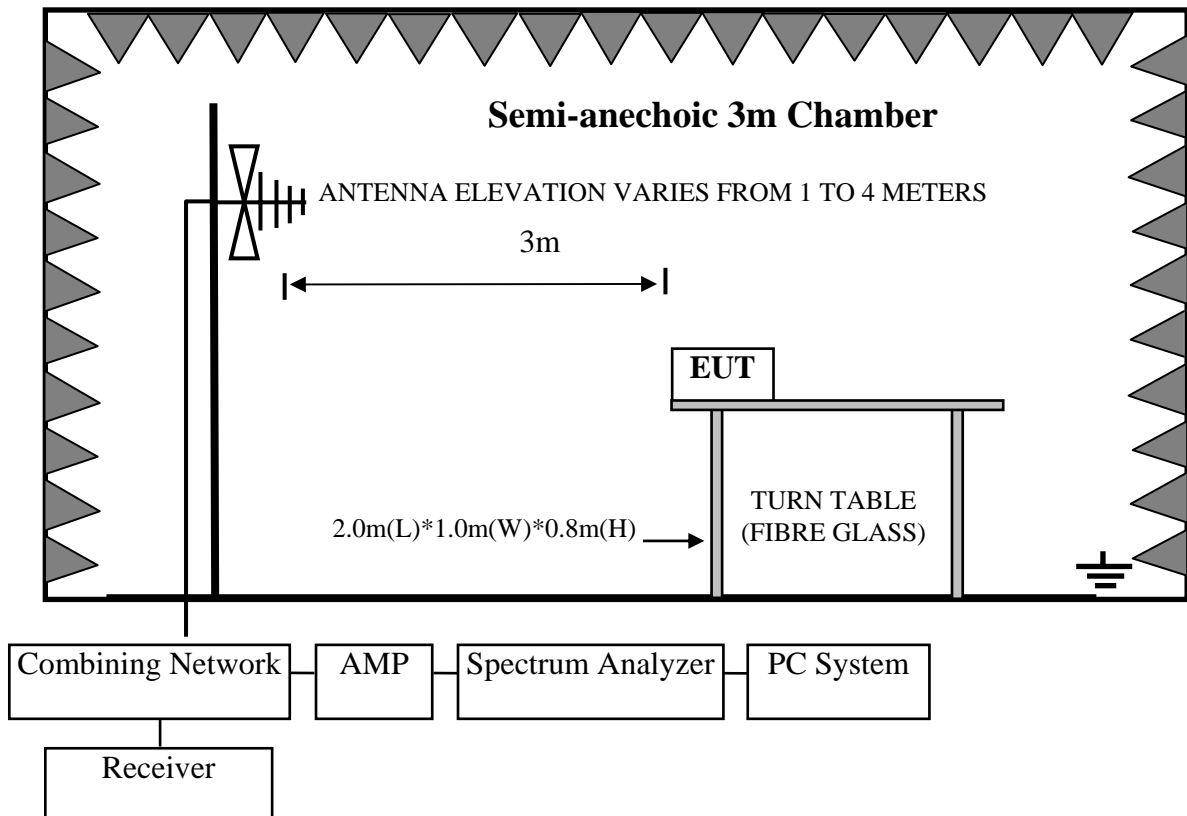 Semi-anechoic 3m Chamber
ANTENNA ELEVATION VARIES FROM 1 TO 4 METERS
3m
EUT
TURN TABLE
(FIBRE GLASS)
2.0m(L)*1.0m(W)*0.8m(H)
Combining Network
AMP
Spectrum Analyzer
PC System
Receiver